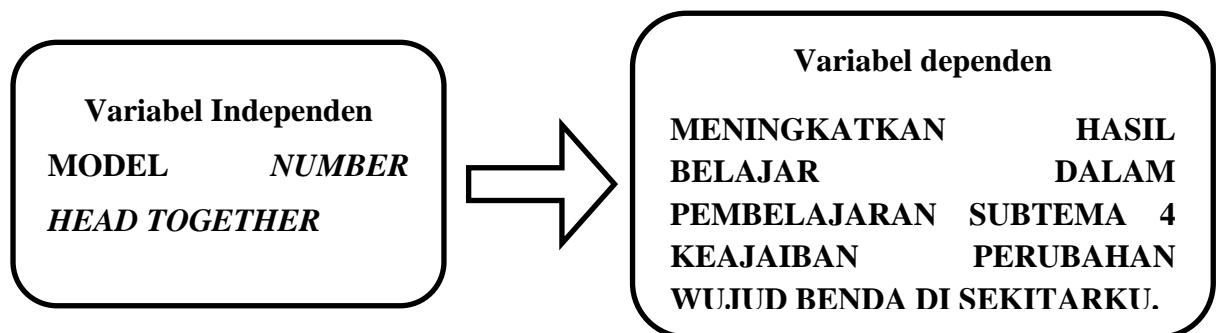 Variabel Independen
MODEL NUMBER
HEAD TOGETHER
Variabel dependen
MENINGKATKAN HASIL
BELAJAR DALAM
PEMBELAJARAN SUBTEMA 4
KEAJAIBAN PERUBAHAN
WUJUD BENDA DI SEKITARKU.